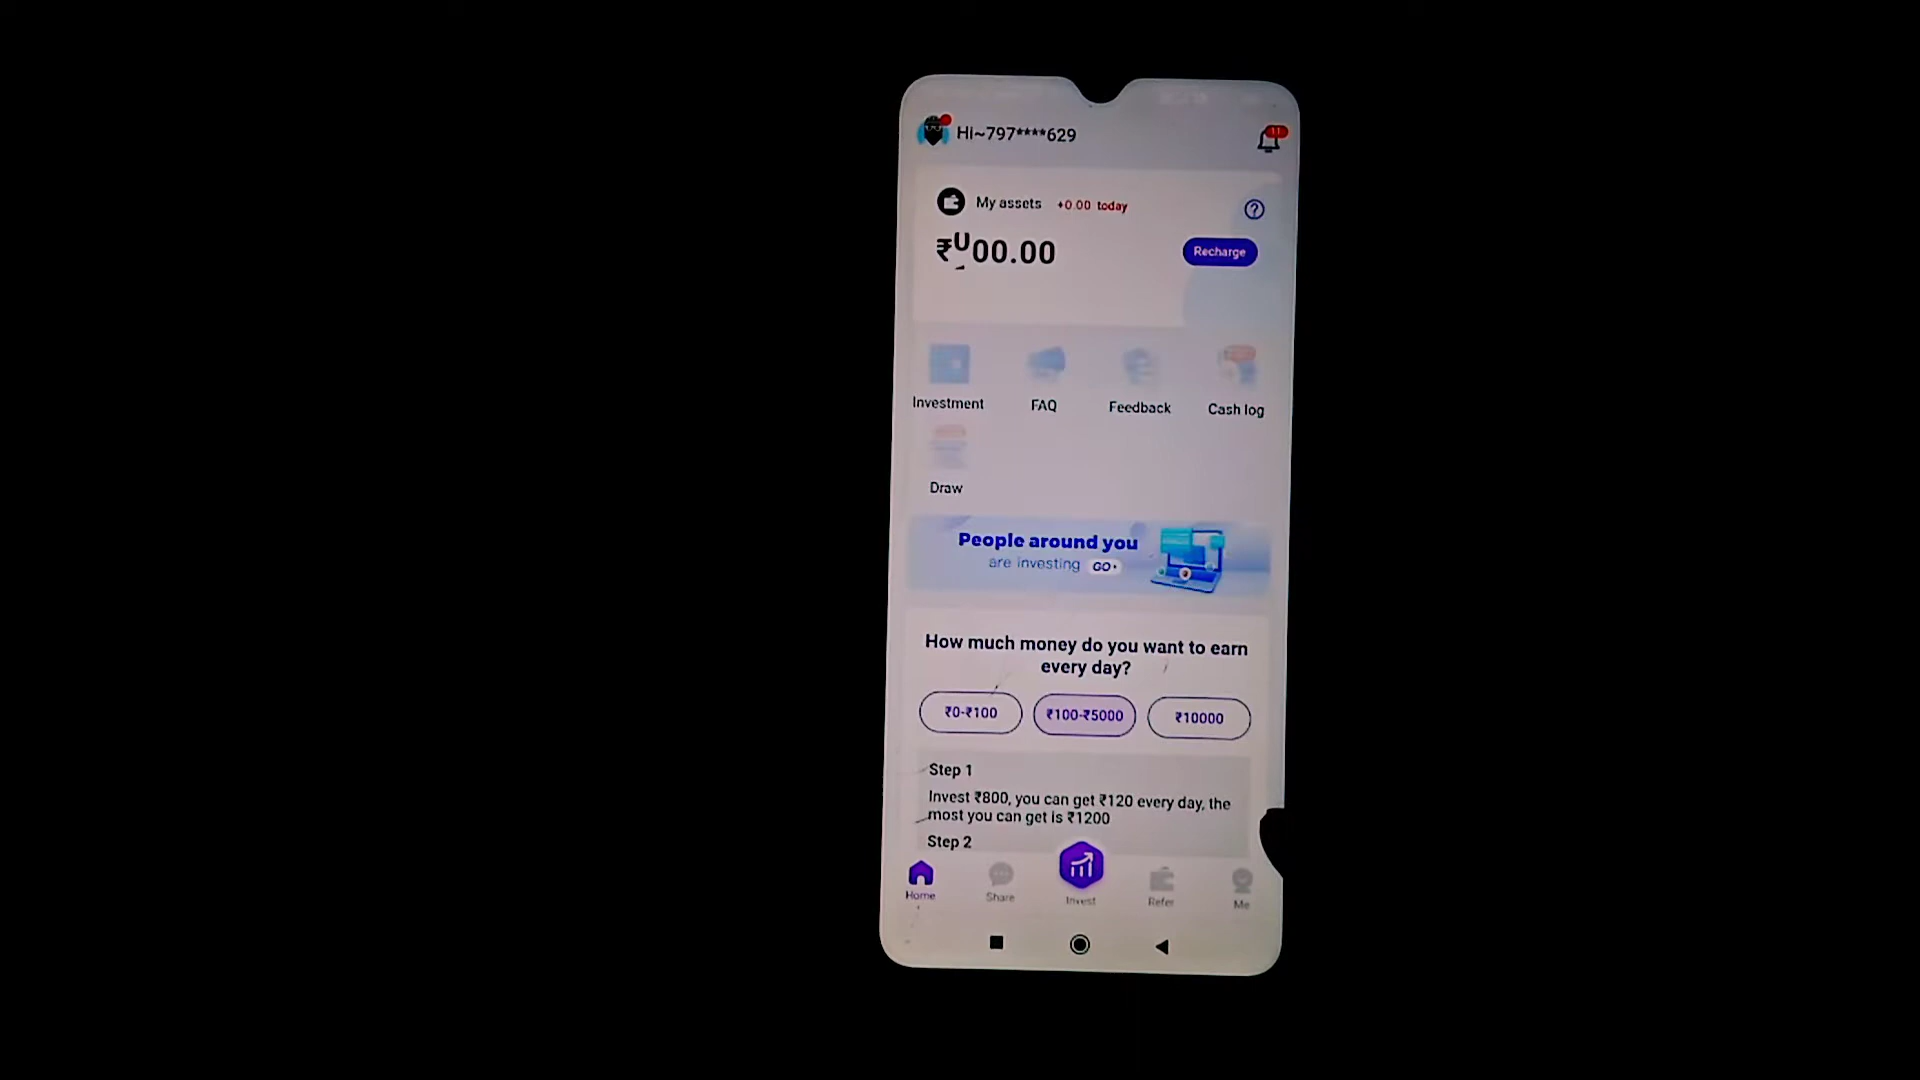 Hi~797****629
11
My assets +0.00 today
00.00
Recharge
Investment FAQ Feedback Cash log
Draw
People around you
are investing GO
How much money do you want to earn
every day?
₹0-₹100 ₹100-₹5000 ₹10000
Step 1
Invest ₹800, you can get ₹120 every day, the
most you can get is ₹1200
Step 2
Home Share Invest Refer Me